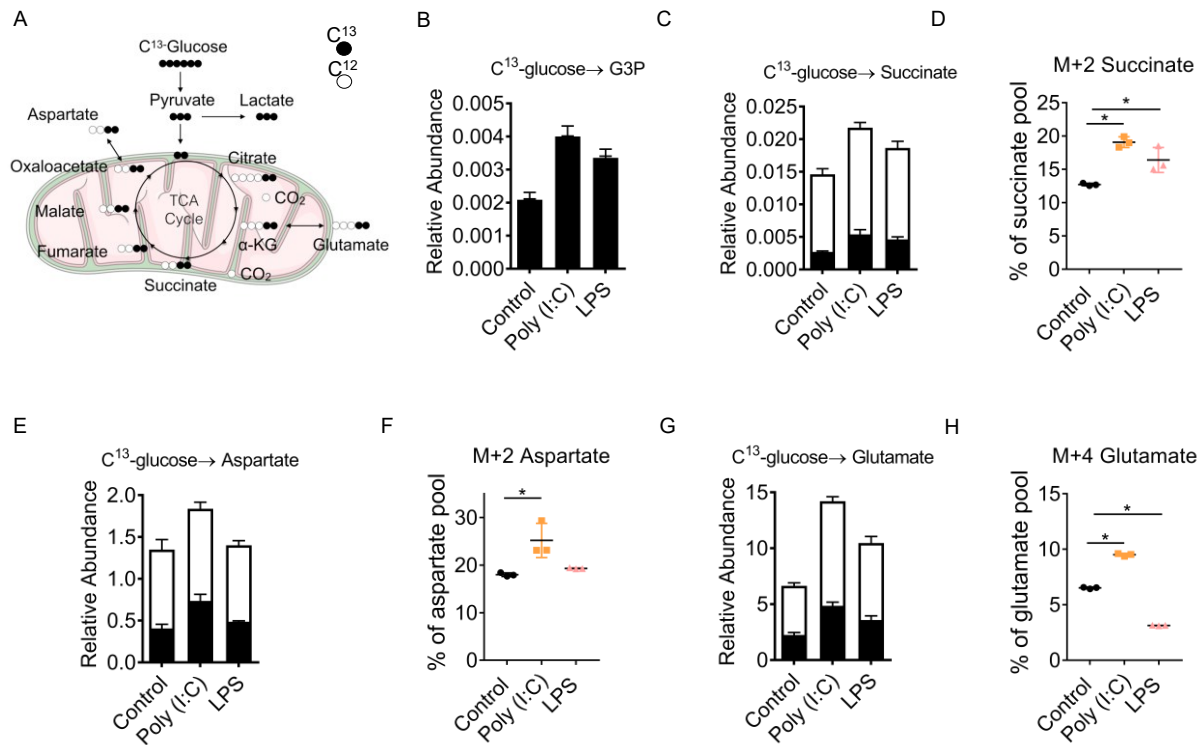 A
C¹³
C¹²
C¹³-Glucose
Pyruvate
Lactate
Aspartate
Oxaloacetate
Citrate
CO₂
TCA
Cycle
Malate
α-KG
Glutamate
Fumarate
CO₂
Succinate
B
C¹³-glucose→ G3P
Relative Abundance
0.005
0.004
0.003
0.002
0.001
0.000
Control
Poly (I:C)
LPS
C
C¹³-glucose→ Succinate
Relative Abundance
0.025
0.020
0.015
0.010
0.005
0.000
Control
Poly (I:C)
LPS
D
M+2 Succinate
% of succinate pool
25
20
15
10
5
0
*
*
Control
Poly (I:C)
LPS
E
C¹³-glucose→ Aspartate
Relative Abundance
2.0
1.5
1.0
0.5
0.0
Control
Poly (I:C)
LPS
F
M+2 Aspartate
% of aspartate pool
30
20
10
0
*
Control
Poly (I:C)
LPS
G
C¹³-glucose→ Glutamate
Relative Abundance
15
10
5
0
Control
Poly (I:C)
LPS
H
M+4 Glutamate
% of glutamate pool
15
10
5
0
*
*
Control
Poly (I:C)
LPS